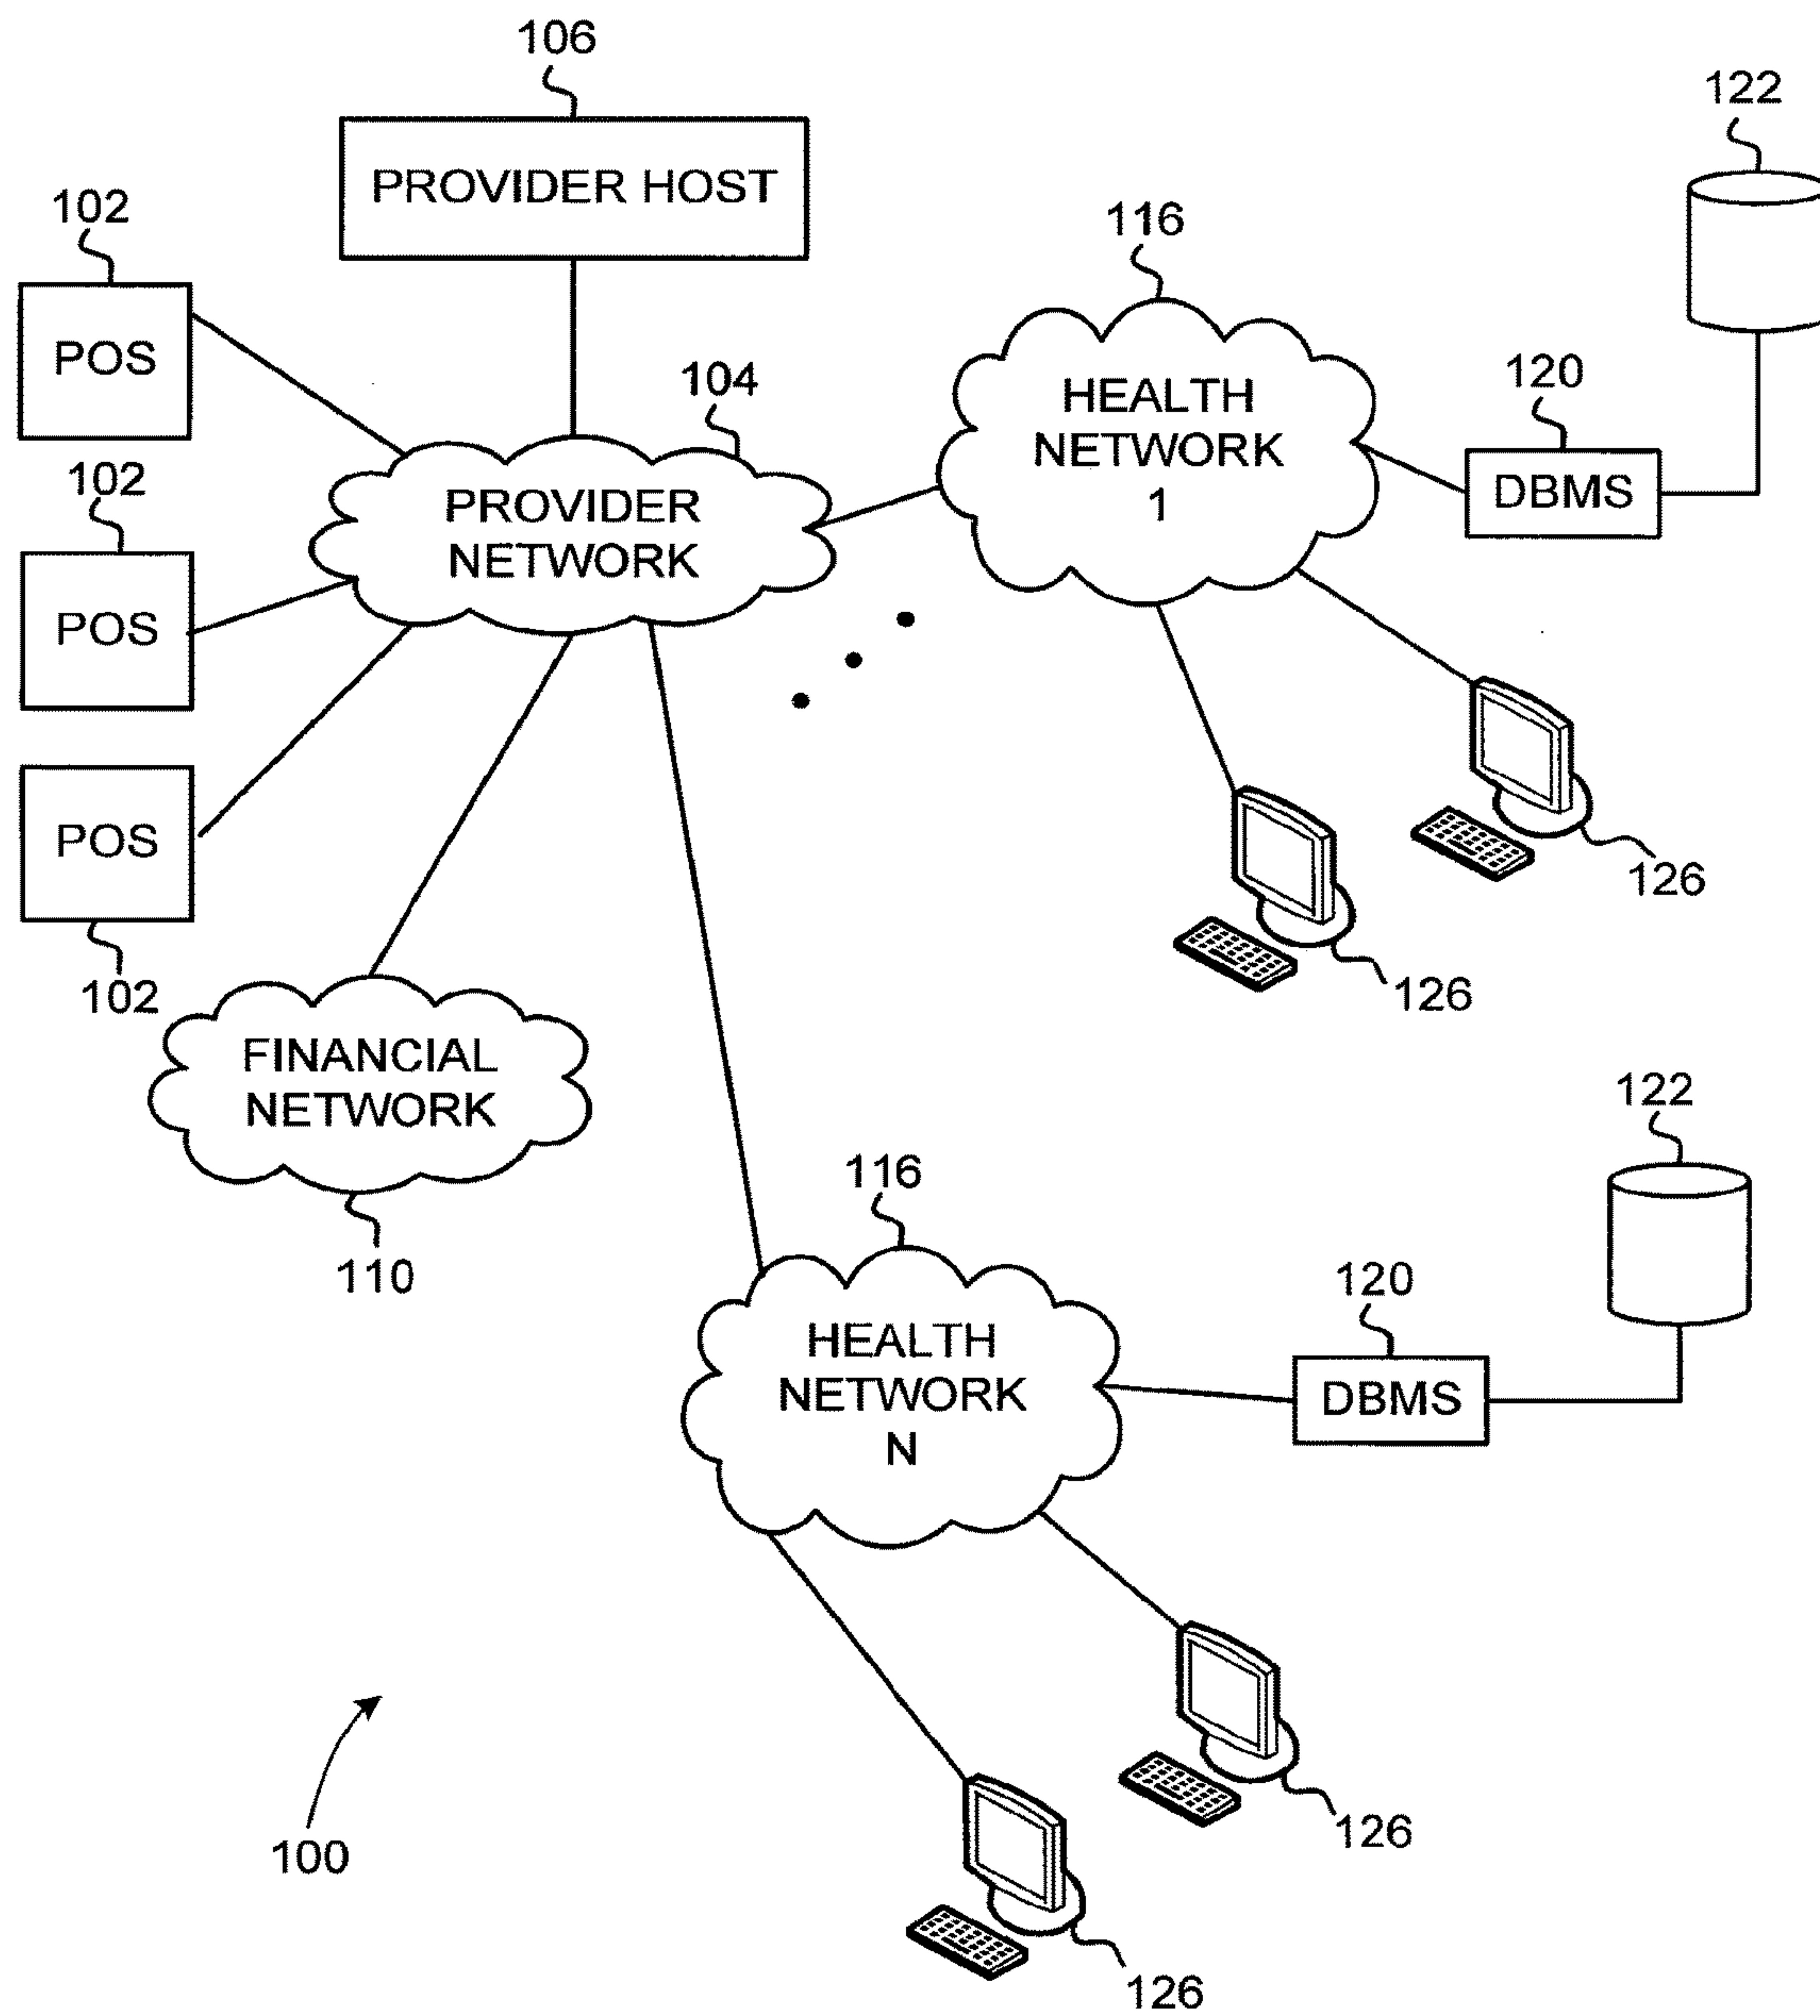 106
PROVIDER HOST
122
102
POS
116
HEALTH
NETWORK
1
104
PROVIDER
NETWORK
120
DBMS
102
POS
POS
102
126
126
FINANCIAL
NETWORK
110
122
116
HEALTH
NETWORK
N
120
DBMS
126
126
100